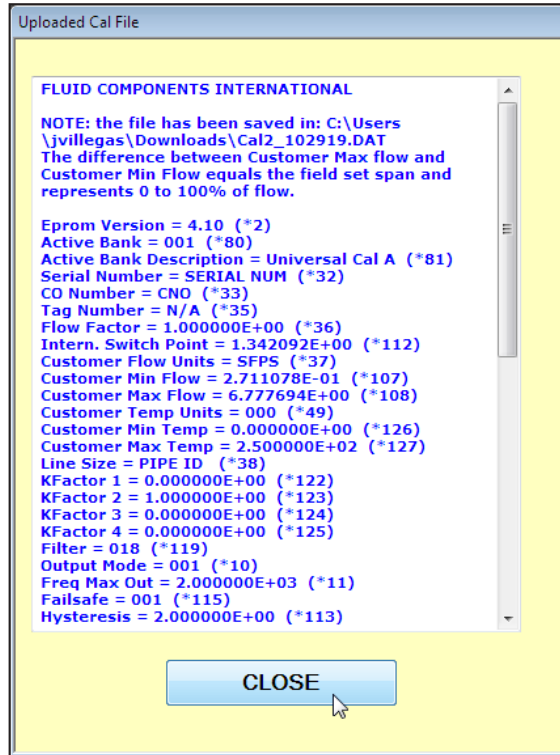 Uploaded Cal File
FLUID COMPONENTS INTERNATIONAL
NOTE: the file has been saved in: C:\Users
\jvillegas\Downloads\Cal2_102919.DAT
The difference between Customer Max flow and
Customer Min Flow equals the field set span and
represents 0 to 100% of flow.
Eprom Version = 4.10  (*2)
Active Bank = 001  (*80)
Active Bank Description = Universal Cal A  (*81)
Serial Number = SERIAL NUM  (*32)
CO Number = CNO  (*33)
Tag Number = N/A  (*35)
Flow Factor = 1.000000E+00  (*36)
Intern. Switch Point = 1.342092E+00  (*112)
Customer Flow Units = SFPS  (*37)
Customer Min Flow = 2.711078E-01  (*107)
Customer Max Flow = 6.777694E+00  (*108)
Customer Temp Units = 000  (*49)
Customer Min Temp = 0.000000E+00  (*126)
Customer Max Temp = 2.500000E+02  (*127)
Line Size = PIPE ID   (*38)
KFactor 1 = 0.000000E+00  (*122)
KFactor 2 = 1.000000E+00  (*123)
KFactor 3 = 0.000000E+00  (*124)
KFactor 4 = 0.000000E+00  (*125)
Filter = 018  (*119)
Output Mode = 001  (*10)
Freq Max Out = 2.000000E+03  (*11)
Failsafe = 001  (*115)
Hysteresis = 2.000000E+00  (*113)
CLOSE